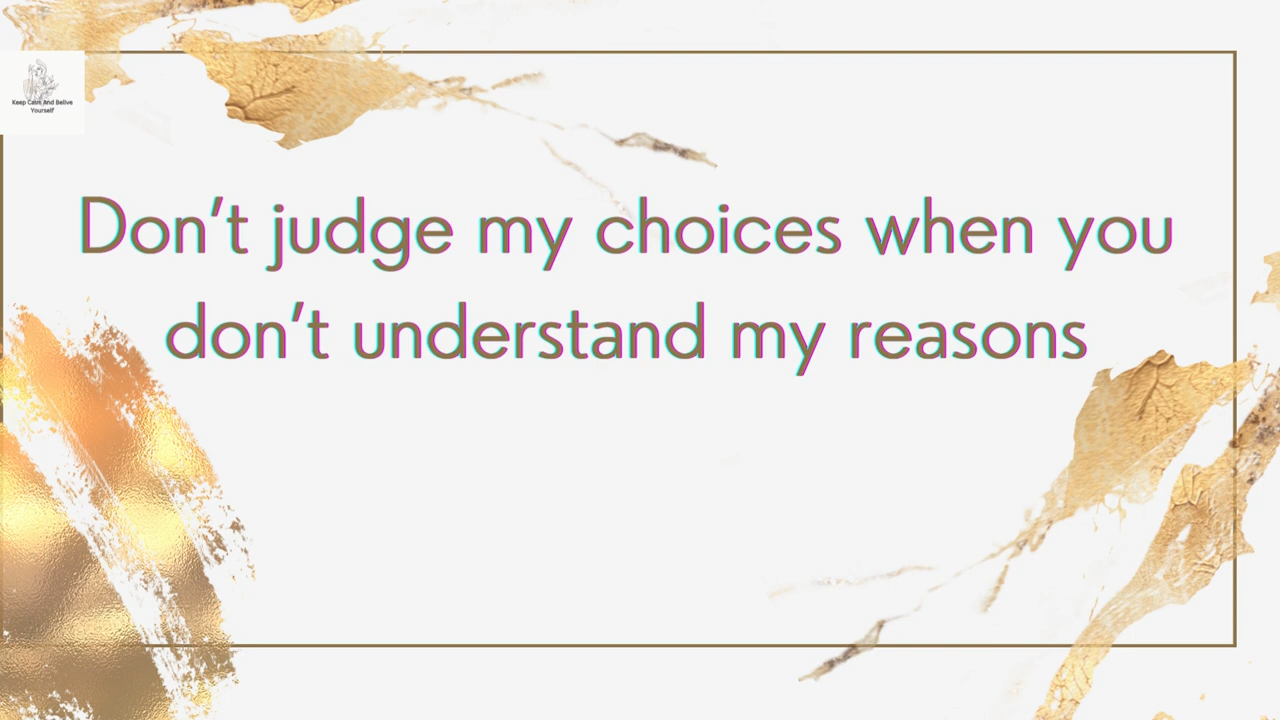 Keep Calm And Belive
Yourself
Don't judge my choices when you
don't understand my reasons